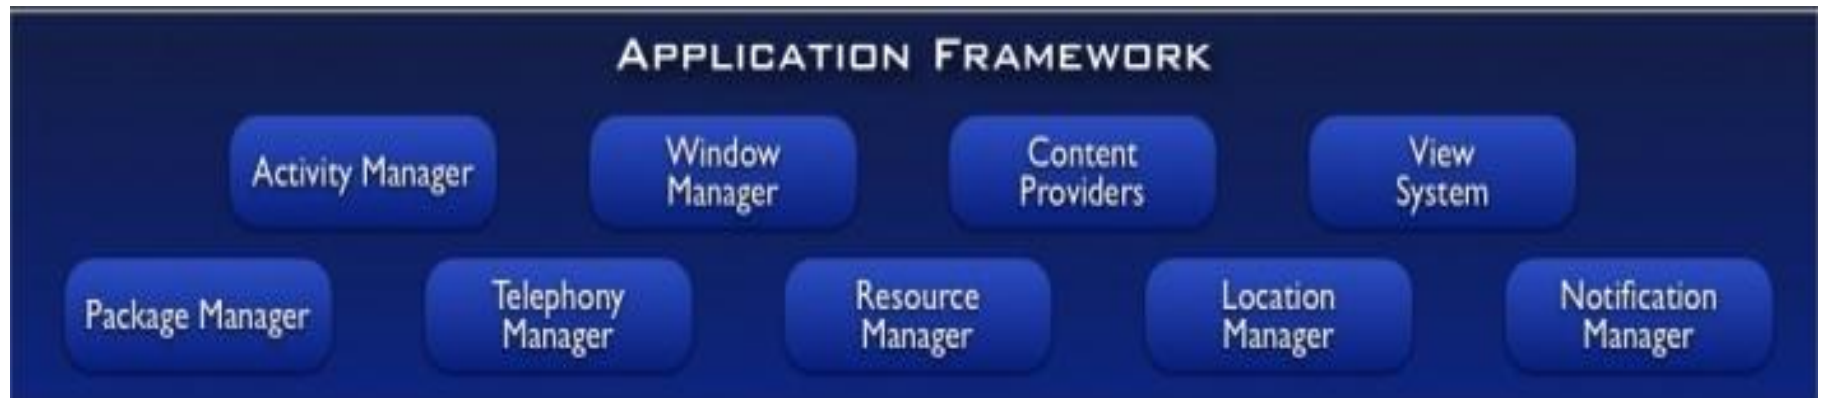 APPLICATION FRAMEWORK
Activity Manager
Window
Manager
Content
Providers
View
System
Package Manager
Telephony
Manager
Resource
Manager
Location
Manager
Notification
Manager